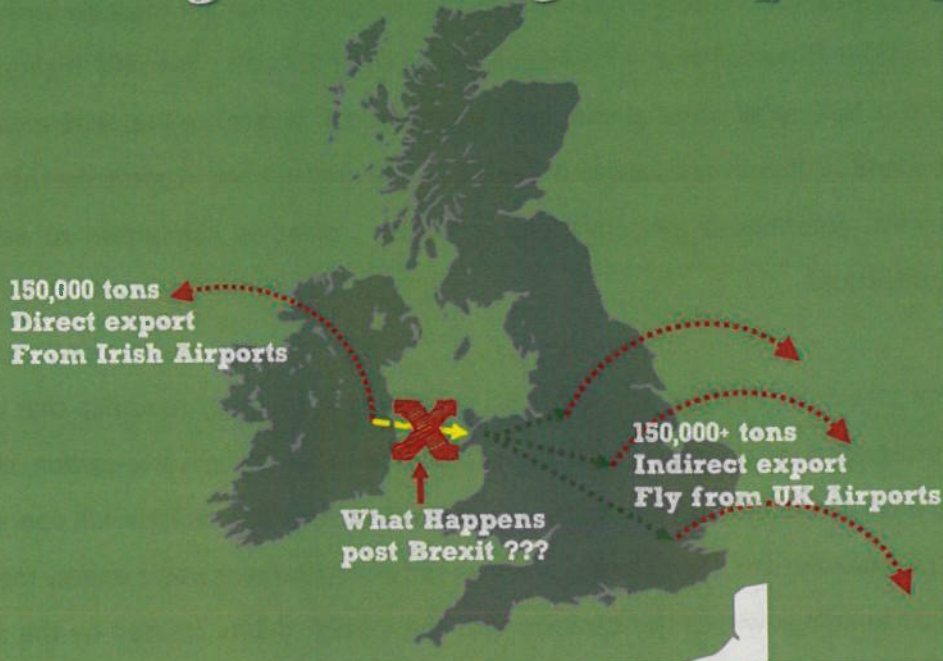 150,000 tons
Direct export
From Irish Airports
150,000+ tons
Indirect export
Fly from UK Airports
What Happens
post Brexit ???